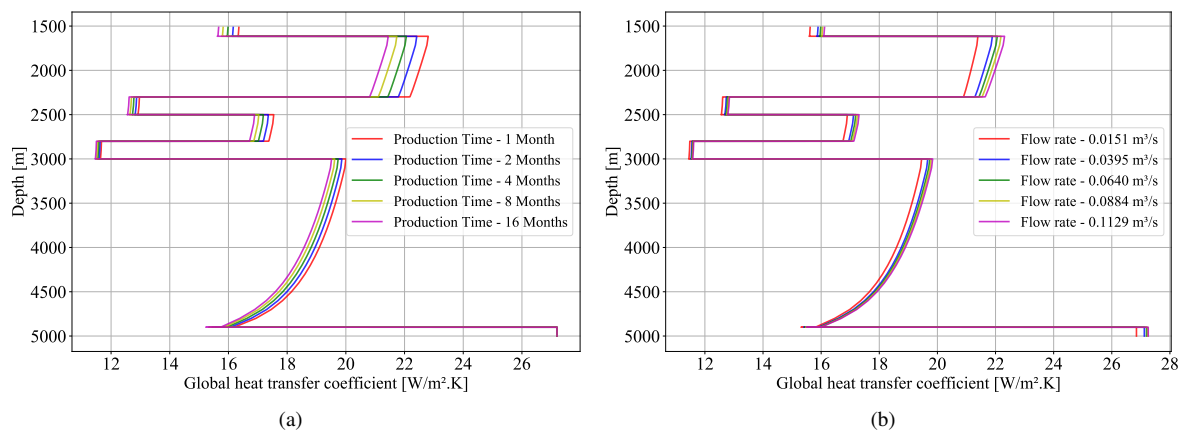 1500
2000
2500
3000
3500
4000
4500
5000
Depth [m]
Production Time - 1 Month
Production Time - 2 Months
Production Time - 4 Months
Production Time - 8 Months
Production Time - 16 Months
12 14 16 18 20 22 24 26
Global heat transfer coefficient [W/m².K]
(a)
1500
2000
2500
3000
3500
4000
4500
5000
Depth [m]
Flow rate - 0.0151 m³/s
Flow rate - 0.0395 m³/s
Flow rate - 0.0640 m³/s
Flow rate - 0.0884 m³/s
Flow rate - 0.1129 m³/s
12 14 16 18 20 22 24 26 28
Global heat transfer coefficient [W/m².K]
(b)